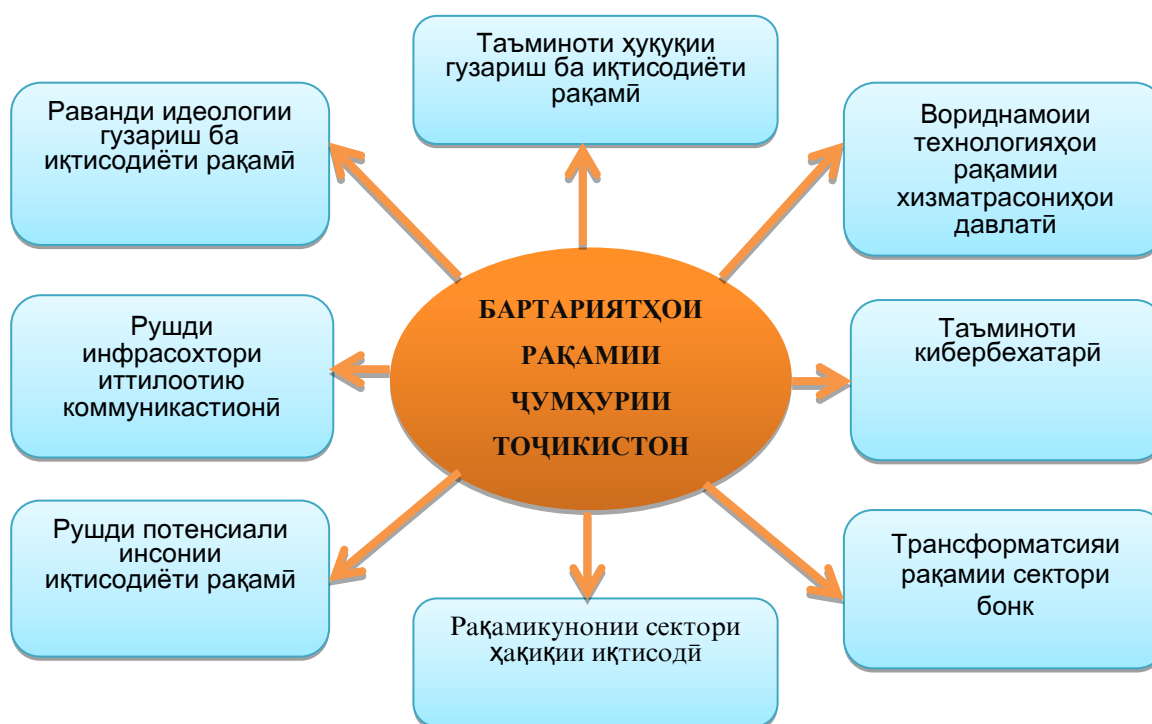 Таъминоти ҳуқуқии
гузариш ба иқтисодиёти
рақамӣ
Раванди идеологии
гузариш ба
иқтисодиёти рақамӣ
Вориднамоии
технологияҳои
рақамии
хизматрасониҳои
давлатӣ
БАРТАРИЯТҲОИ
РАҚАМИИ
ҶУМҲУРИИ
ТОҶИКИСТОН
Рушди
инфрасохтори
иттилоотию
коммуникастионӣ
Таъминоти
кибербехатарӣ
Рушди потенсиали
инсонии
иқтисодиёти рақамӣ
Трансформатсияи
рақамии сектори
бонк
Рақамикунонии сектори
ҳақиқии иқтисодӣ